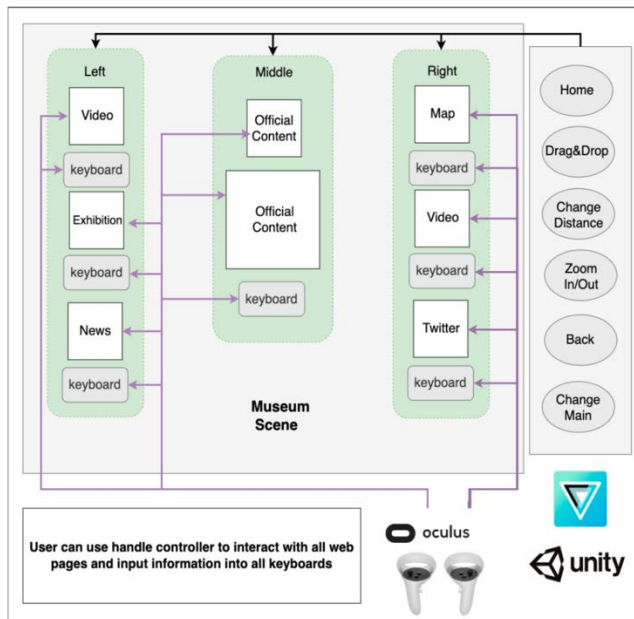 Left
Video
keyboard
Exhibition
keyboard
News
keyboard
Middle
Official
Content
Official
Content
keyboard
Right
Map
keyboard
Video
keyboard
Twitter
keyboard
Home
Drag&Drop
Change
Distance
Zoom
In/Out
Back
Change
Main
Museum
Scene
User can use handle controller to interact with all web
pages and input information into all keyboards
oculus
unity